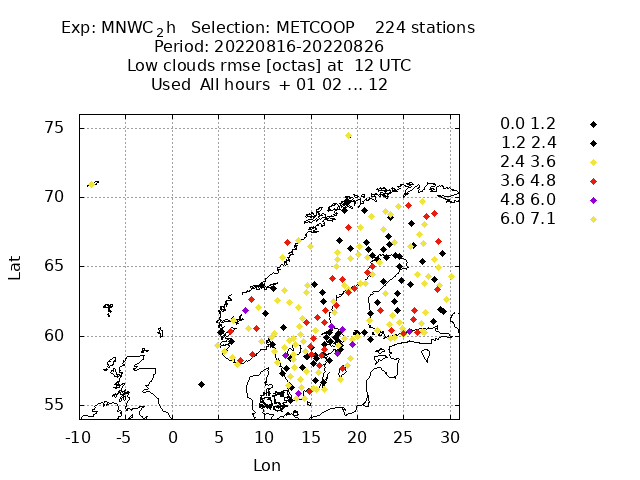 Exp: MNWC2h   Selection: METCOOP    224 stations
Period: 20220816-20220826
Low clouds rmse [octas] at  12 UTC
Used  All hours  + 01 02 ... 12
0.0 1.2
1.2 2.4
2.4 3.6
3.6 4.8
4.8 6.0
6.0 7.1
75
70
65
60
55
Lat
-10 -5 0 5 10 15 20 25 30
Lon